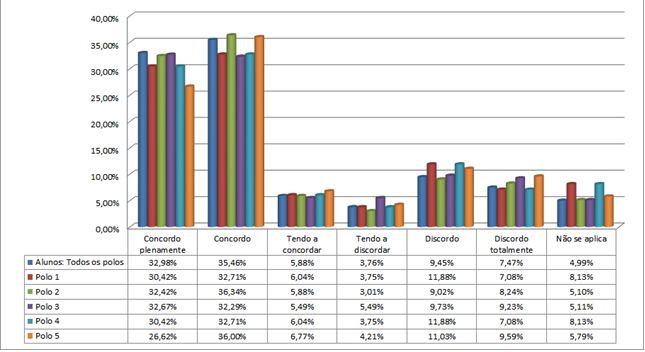 40,00%
35,00%
30,00%
25,00%
20,00%
15,00%
10,00%
5,00%
0,00%
Concordo plenamente Concordo Tendo a concordar Tendo a discordar Discordo Discordo totalmente Não se aplica
Alunos: Todos os polos 32,98% 35,46% 5,88% 3,76% 9,45% 7,47% 4,99%
Polo 1 30,42% 32,71% 6,04% 3,75% 11,88% 7,08% 8,13%
Polo 2 32,42% 36,34% 5,88% 3,01% 9,02% 8,24% 5,10%
Polo 3 32,67% 32,29% 5,49% 5,49% 9,73% 9,23% 5,11%
Polo 4 30,42% 32,71% 6,04% 3,75% 11,88% 7,08% 8,13%
Polo 5 26,62% 36,00% 6,77% 4,21% 11,03% 9,59% 5,79%